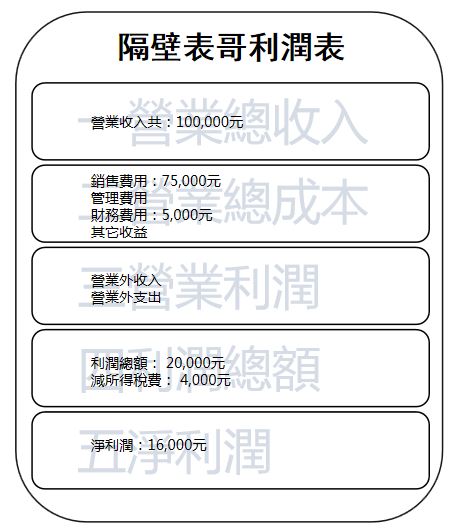 隔壁表哥利潤表
一營業總收入
營業收入共：100,000元
二營業總成本
銷售費用：75,000元
管理費用
財務費用：5,000元
其它收益
三營業利潤
營業外收入
營業外支出
四利潤總額
利潤總額： 20,000元
減所得稅費： 4,000元
五淨利潤
淨利潤：16,000元